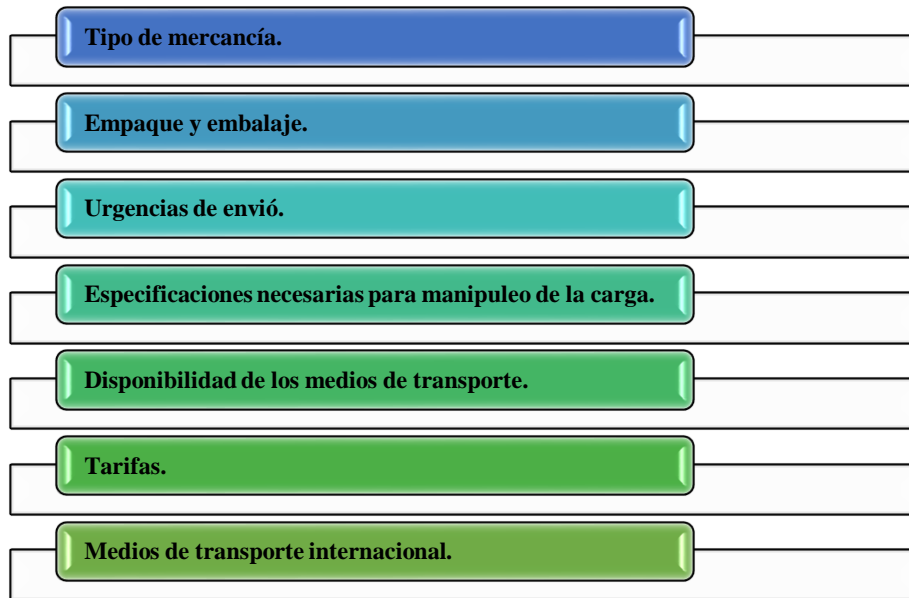 Tipo de mercancía.
Empaque y embalaje.
Urgencias de envió.
Especificaciones necesarias para manipuleo de la carga.
Disponibilidad de los medios de transporte.
Tarifas.
Medios de transporte internacional.